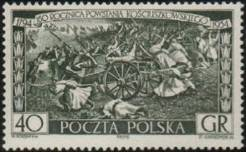 1794 160 ROCZNICA POWSTANIA KOŚCIUSZKOWSKIEGO 1954
POCZTA POLSKA
40 GR